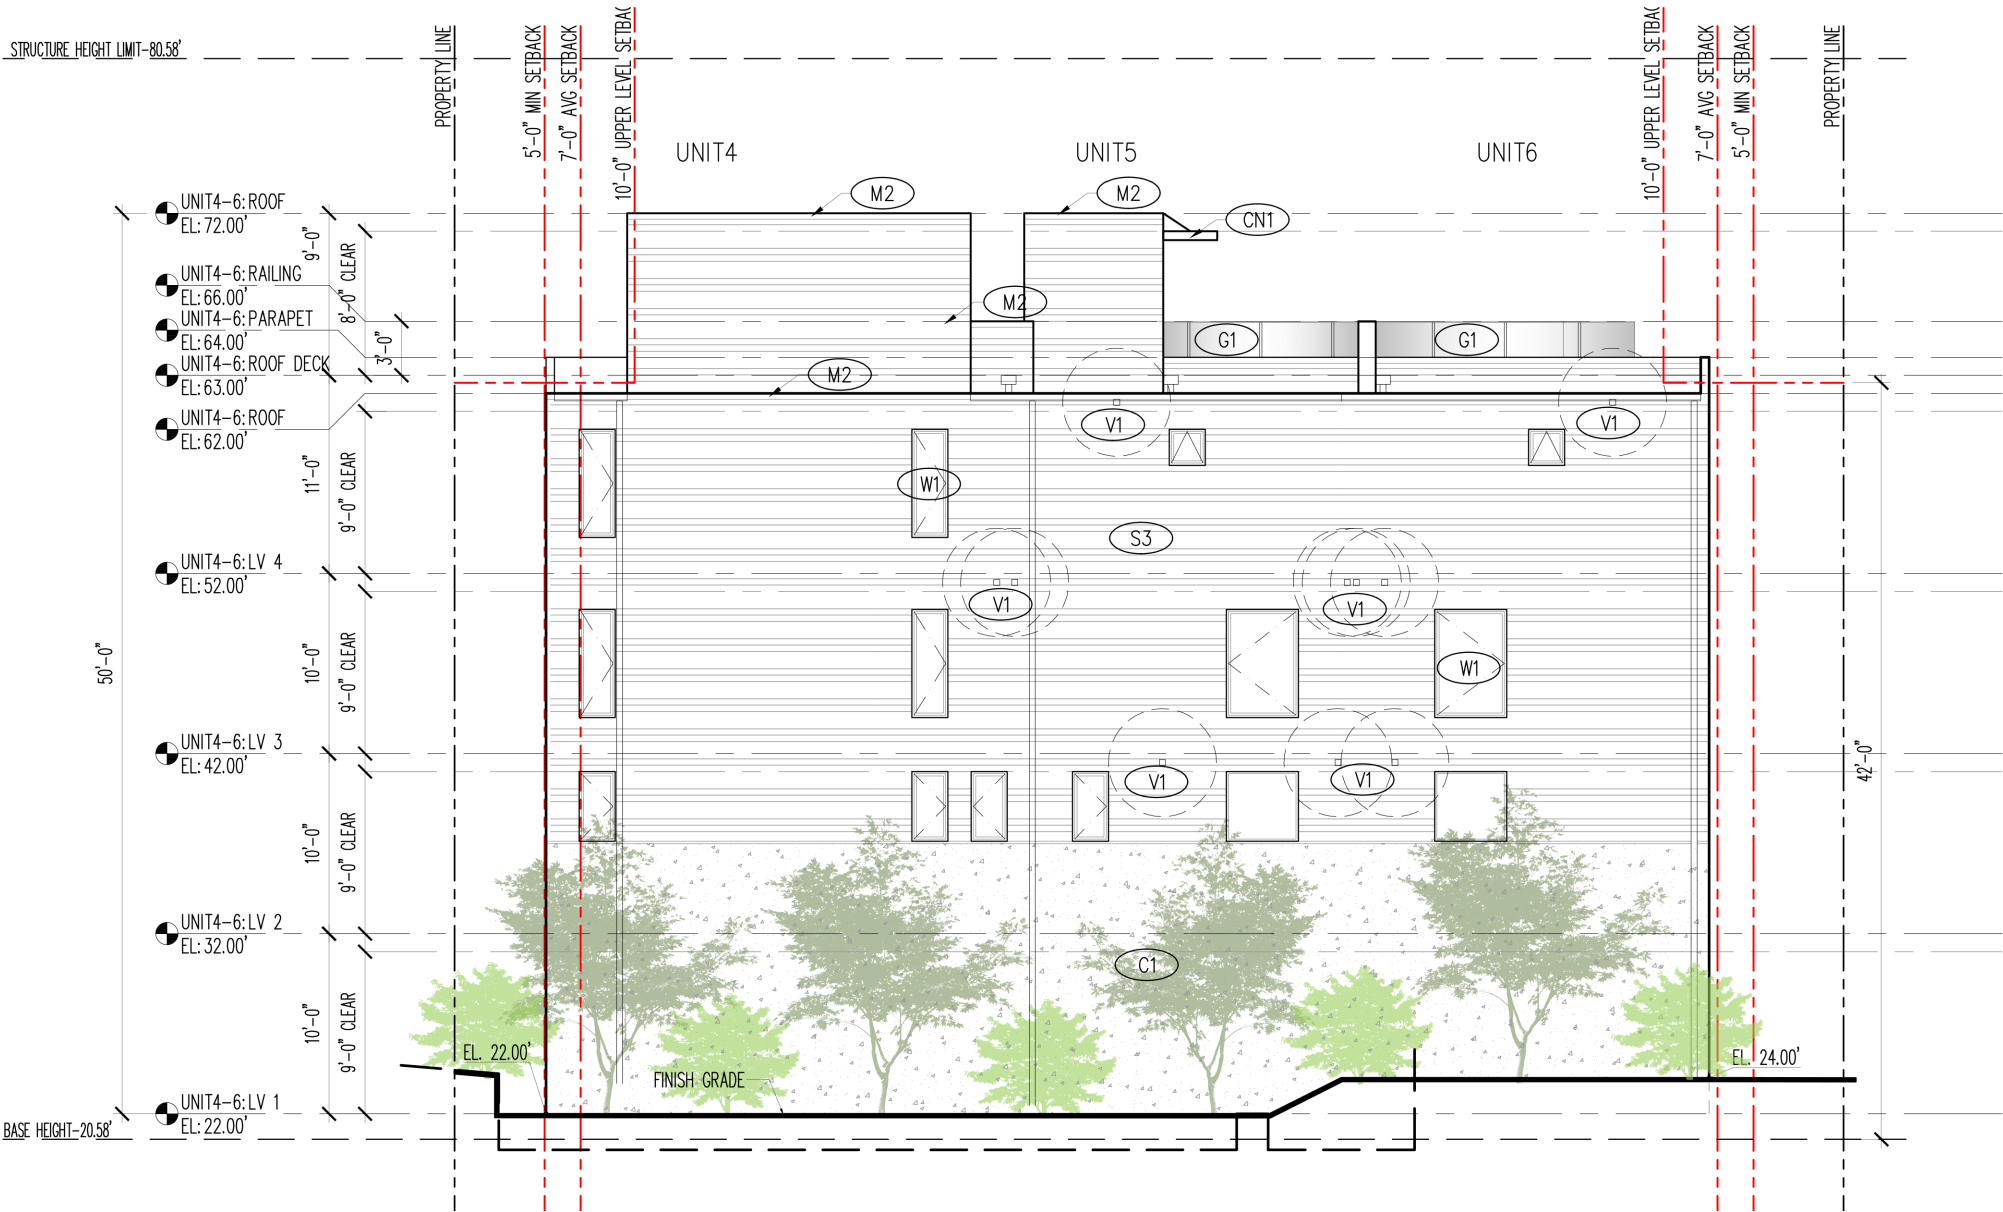 STRUCTURE HEIGHT LIMIT-80.58'
PROPERTY LINE
5'-0" MIN SETBACK
7'-0" AVG SETBACK
10'-0" UPPER LEVEL SETBAC
10'-0" UPPER LEVEL SETBAC
7'-0" AVG SETBACK
5'-0" MIN SETBACK
PROPERTY LINE
UNIT4
UNIT5
UNIT6
UNIT4-6:ROOF
EL:72.00'
UNIT4-6:RAILING
EL:66.00'
UNIT4-6:PARAPET
EL:64.00'
UNIT4-6:ROOF DECK
EL:63.00'
UNIT4-6:ROOF
EL:62.00'
UNIT4-6:LV 4
EL:52.00'
UNIT4-6:LV 3
EL:42.00'
UNIT4-6:LV 2
EL:32.00'
UNIT4-6:LV 1
EL:22.00'
BASE HEIGHT-20.58'
50'-0"
9'-0"
8'-0" CLEAR
3'-0"
11'-0"
9'-0" CLEAR
10'-0"
9'-0" CLEAR
10'-0"
9'-0" CLEAR
10'-0"
9'-0" CLEAR
M2
M2
CN1
M2
M2
G1
G1
V1
V1
W1
S3
V1
V1
W1
V1
V1
C1
EL. 22.00'
FINISH GRADE
EL. 24.00'
42'-0"